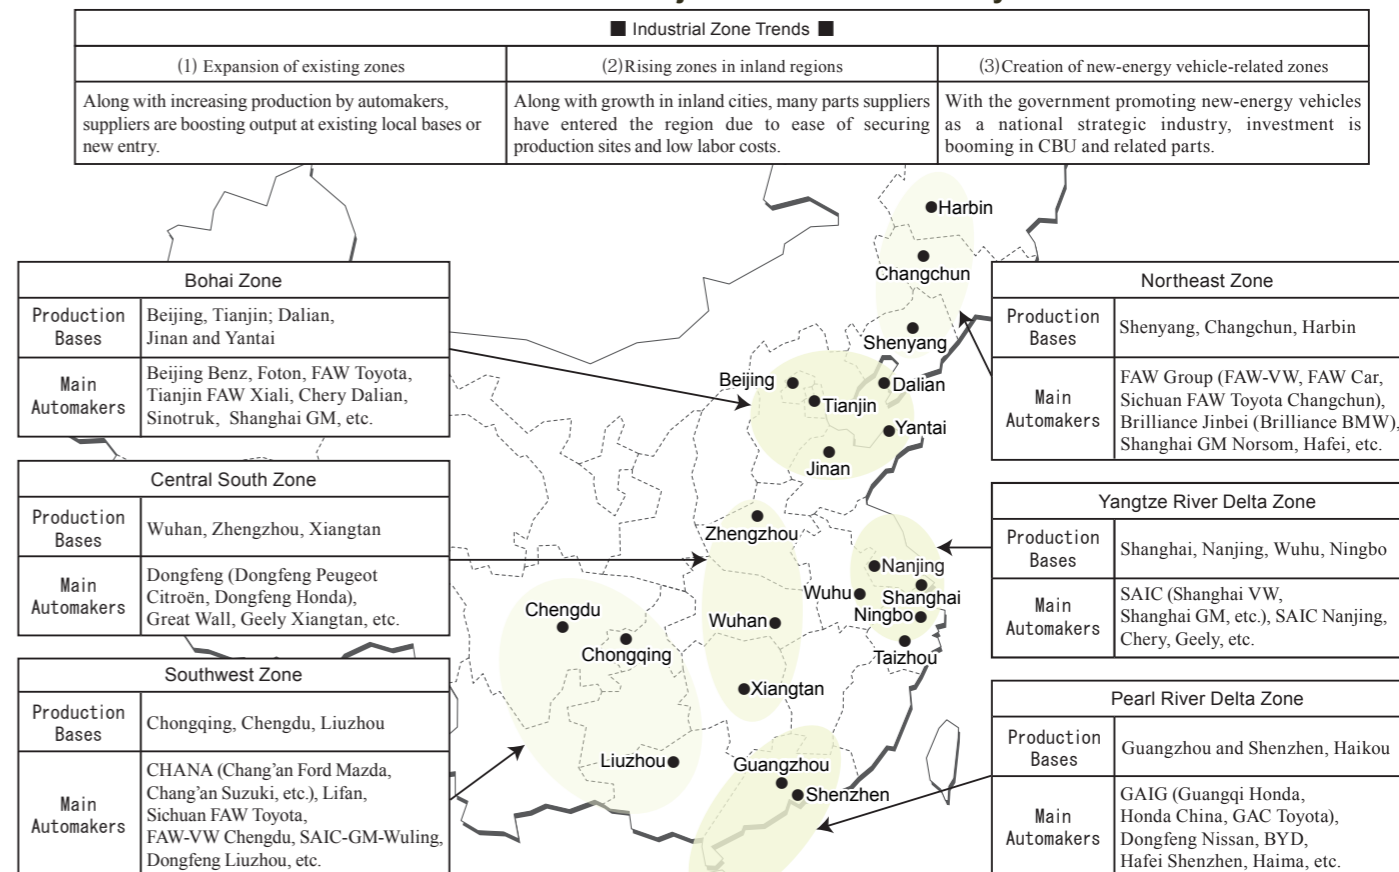 ■ Industrial Zone Trends ■
(1) Expansion of existing zones
(2)Rising zones in inland regions
(3)Creation of new-energy vehicle-related zones
Along with increasing production by automakers,
suppliers are boosting output at existing local bases or
new entry.
Along with growth in inland cities, many parts suppliers
have entered the region due to ease of securing
production sites and low labor costs.
With the government promoting new-energy vehicles
as a national strategic industry, investment is
booming in CBU and related parts.
Bohai Zone
Production
Bases
Beijing, Tianjin; Dalian,
Jinan and Yantai
Main
Automakers
Beijing Benz, Foton, FAW Toyota,
Tianjin FAW Xiali, Chery Dalian,
Sinotruk, Shanghai GM, etc.
Central South Zone
Production
Bases
Wuhan, Zhengzhou, Xiangtan
Main
Automakers
Dongfeng (Dongfeng Peugeot
Citroën, Dongfeng Honda),
Great Wall, Geely Xiangtan, etc.
Southwest Zone
Production
Bases
Chongqing, Chengdu, Liuzhou
Main
Automakers
CHANA (Chang'an Ford Mazda,
Chang'an Suzuki, etc.), Lifan,
Sichuan FAW Toyota,
FAW-VW Chengdu, SAIC-GM-Wuling,
Dongfeng Liuzhou, etc.
Harbin
Changchun
Shenyang
Beijing
Dalian
Tianjin
Yantai
Jinan
Zhengzhou
Nanjing
Wuhu
Shanghai
Ningbo
Chengdu
Wuhan
Chongqing
Taizhou
Xiangtan
Liuzhou
Guangzhou
Shenzhen
Northeast Zone
Production
Bases
Shenyang, Changchun, Harbin
Main
Automakers
FAW Group (FAW-VW, FAW Car,
Sichuan FAW Toyota Changchun),
Brilliance Jinbei (Brilliance BMW),
Shanghai GM Norsom, Hafei, etc.
Yangtze River Delta Zone
Production
Bases
Shanghai, Nanjing, Wuhu, Ningbo
Main
Automakers
SAIC (Shanghai VW,
Shanghai GM, etc.), SAIC Nanjing,
Chery, Geely, etc.
Pearl River Delta Zone
Production
Bases
Guangzhou and Shenzhen, Haikou
Main
Automakers
GAIG (Guangqi Honda,
Honda China, GAC Toyota),
Dongfeng Nissan, BYD,
Hafei Shenzhen, Haima, etc.